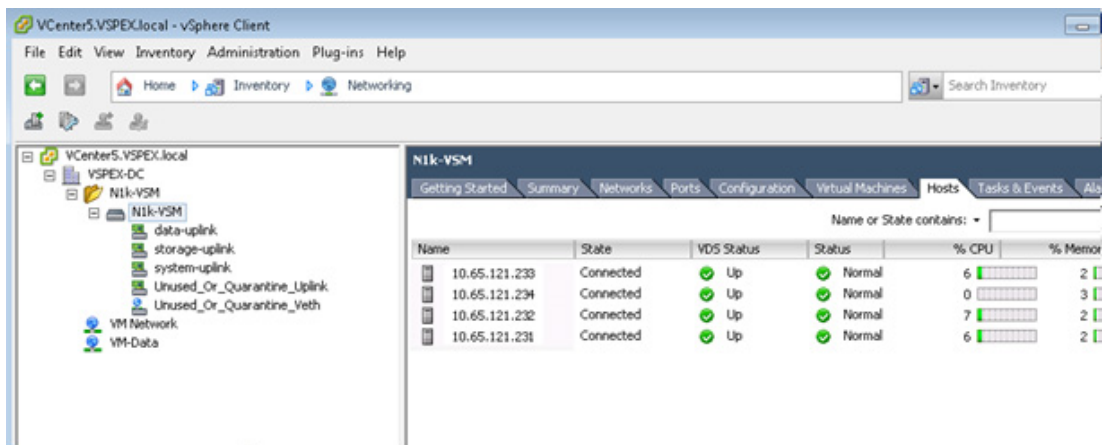 VCenter5.VSPEX.local - vSphere Client
File Edit View Inventory Administration Plug-ins Help
Home Inventory Networking Search Inventory
VCenter5.VSPEX.local
VSPEX-DC
N1k-VSM
N1k-VSM
data-uplink
storage-uplink
system-uplink
Unused_Or_Quarantine_Uplink
Unused_Or_Quarantine_Veth
VM Network
VM-Data
N1k-VSM
Getting Started Summary Networks Ports Configuration Virtual Machines Hosts Tasks & Events Ala
Name or State contains:
Name State VDS Status Status % CPU % Memor
10.65.121.233 Connected Up Normal 6 2
10.65.121.234 Connected Up Normal 0 3
10.65.121.232 Connected Up Normal 7 2
10.65.121.231 Connected Up Normal 6 2